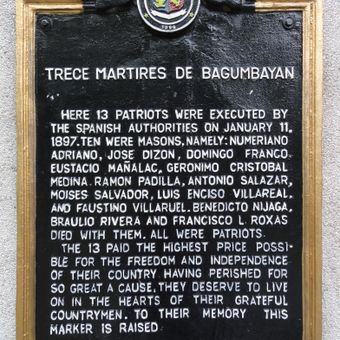 1898
TRECE MARTIRES DE BAGUMBAYAN
HERE 13 PATRIOTS WERE EXECUTED BY
THE SPANISH AUTHORITIES ON JANUARY 11,
1897. TEN WERE MASONS, NAMELY: NUMERIANO
ADRIANO, JOSE DIZON, DOMINGO FRANCO
EUSTACIO MAÑALAC, GERONIMO CRISTOBAL
MEDINA. RAMON PADILLA, ANTONIO SALAZAR,
MOISES SALVADOR, LUIS ENCISO VILLAREAL,
AND FAUSTINO VILLARUEL. BENEDICTO NIJAGA,
BRAULIO RIVERA AND FRANCISCO L. ROXAS
DIED WITH THEM. ALL WERE PATRIOTS.
THE 13 PAID THE HIGHEST PRICE POSSI-
BLE FOR THE FREEDOM AND INDEPENDENCE
OF THEIR COUNTRY HAVING PERISHED FOR
SO GREAT A CAUSE, THEY DESERVE TO LIVE
ON IN THE HEARTS OF THEIR GRATEFUL
COUNTRYMEN. TO THEIR MEMORY THIS
MARKER IS RAISED